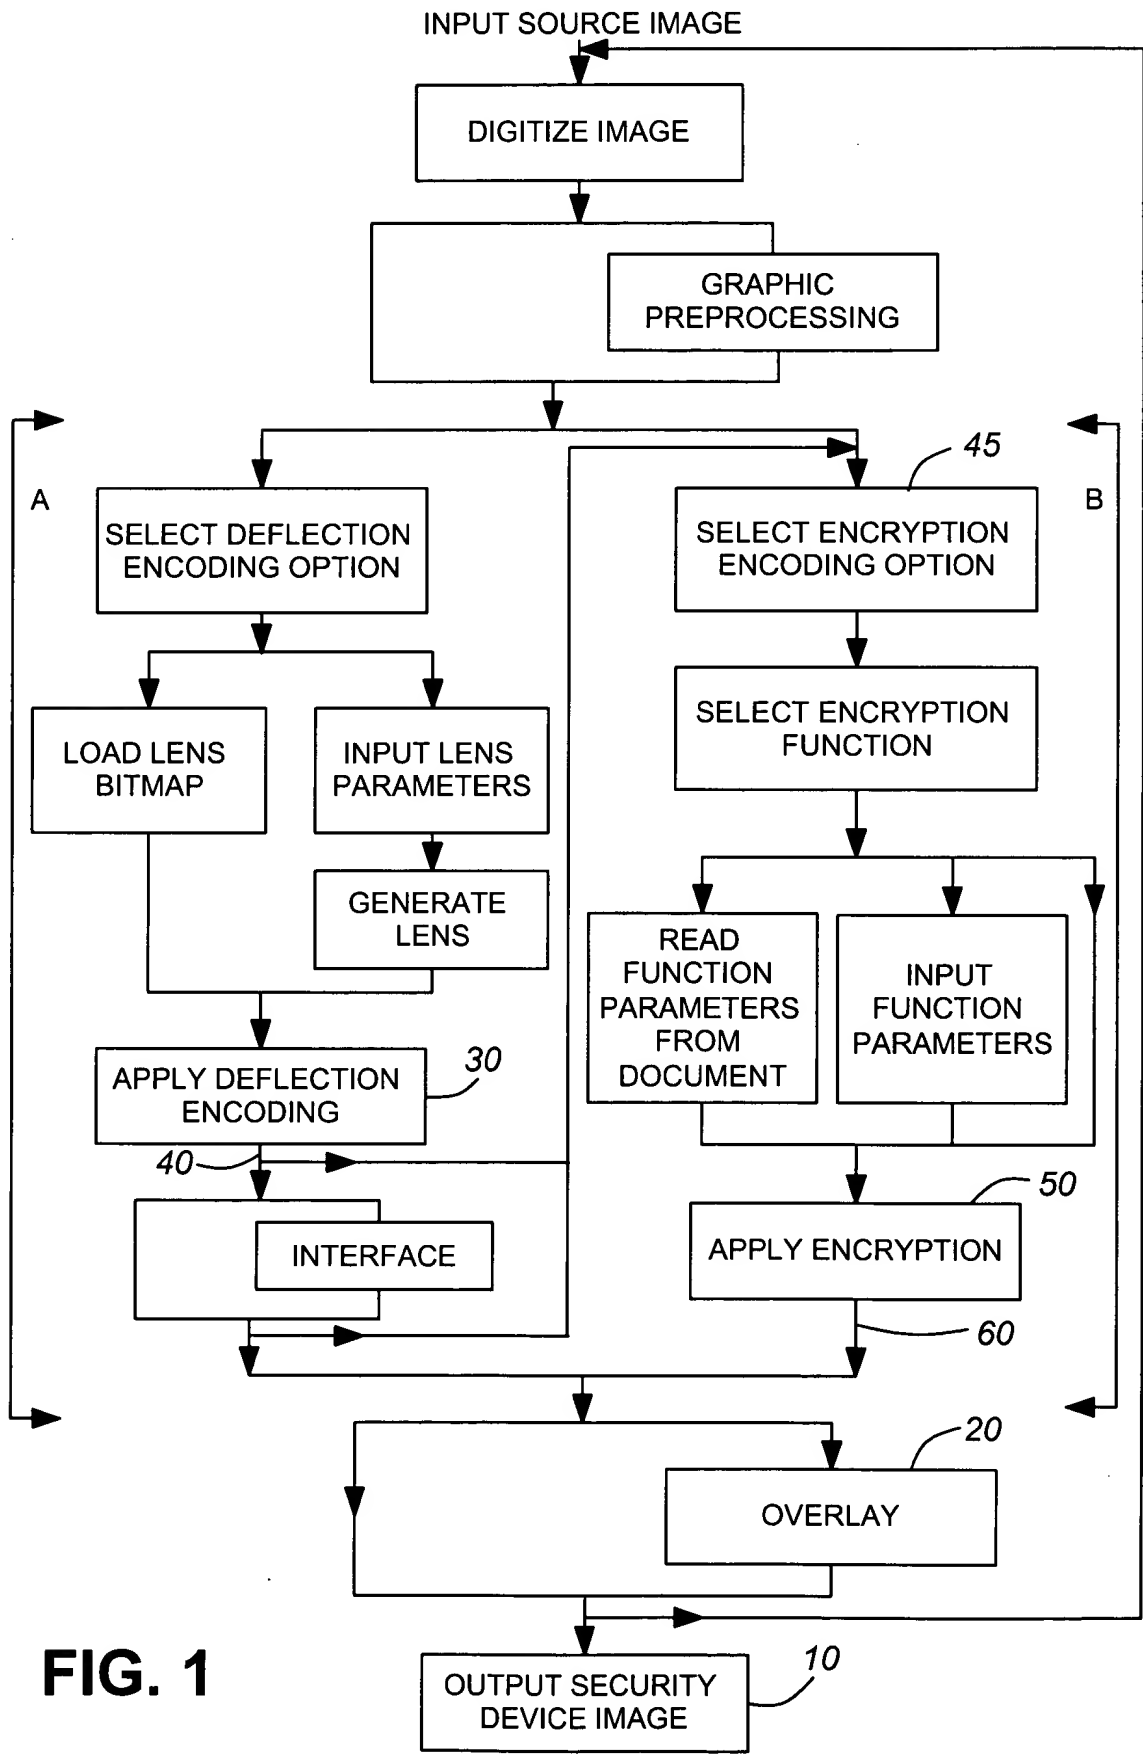 INPUT SOURCE IMAGE
DIGITIZE IMAGE
GRAPHIC
PREPROCESSING
A
SELECT DEFLECTION
ENCODING OPTION
LOAD LENS
BITMAP
INPUT LENS
PARAMETERS
GENERATE
LENS
APPLY DEFLECTION
ENCODING
30
40
INTERFACE
45
B
SELECT ENCRYPTION
ENCODING OPTION
SELECT ENCRYPTION
FUNCTION
READ
FUNCTION
PARAMETERS
FROM
DOCUMENT
INPUT
FUNCTION
PARAMETERS
50
APPLY ENCRYPTION
60
20
OVERLAY
10
OUTPUT SECURITY
DEVICE IMAGE
FIG. 1